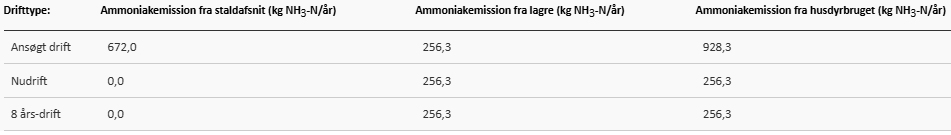 Drifttype: Ammoniakemission fra staldafsnit (kg NH3-N/år) Ammoniakemission fra lagre (kg NH3-N/år) Ammoniakemission fra husdyrbruget (kg NH3-N/år)
Ansøgt drift 672,0 256,3 928,3
Nudrift 0,0 256,3 256,3
8 års-drift 0,0 256,3 256,3